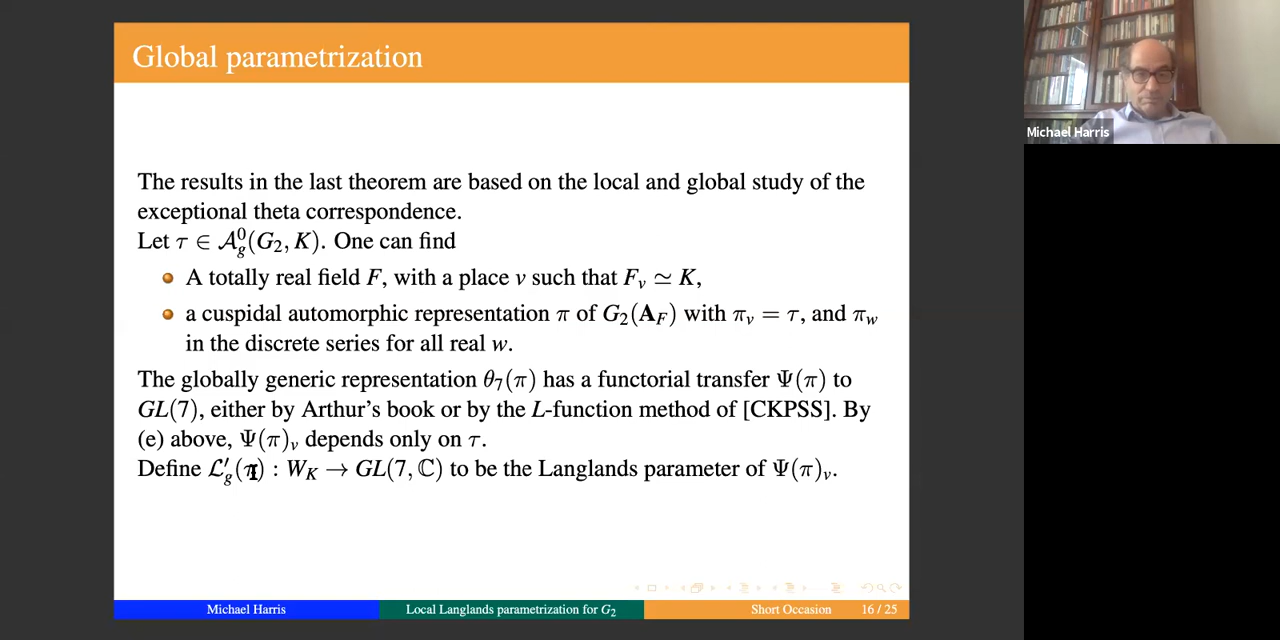 Global parametrization
The results in the last theorem are based on the local and global study of the
exceptional theta correspondence.
Let τ ∈ 𝒜⁰_g(G₂, K). One can find
A totally real field F, with a place v such that F_v ≃ K,
a cuspidal automorphic representation π of G₂(𝐀_F) with π_v = τ, and π_w
in the discrete series for all real w.
The globally generic representation θ₇(π) has a functorial transfer Ψ(π) to
GL(7), either by Arthur's book or by the L-function method of [CKPSS]. By
(e) above, Ψ(π)_v depends only on τ.
Define ℒ′_g( ) : W_K → GL(7, ℂ) to be the Langlands parameter of Ψ(π)_v.
Michael Harris
Local Langlands parametrization for G₂
Short Occasion
16 / 25
Michael Harris